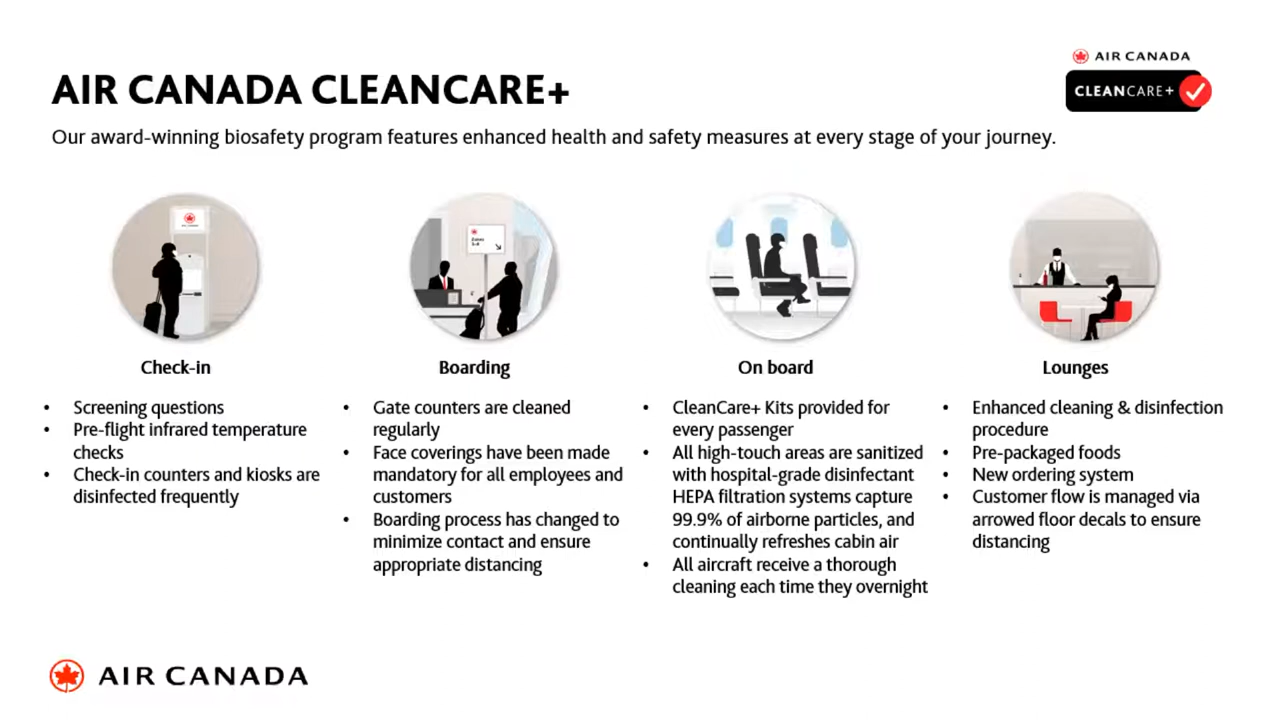 AIR CANADA CLEANCARE+
AIR CANADA
CLEANCARE+
Our award-winning biosafety program features enhanced health and safety measures at every stage of your journey.
Check-in
• Screening questions
• Pre-flight infrared temperature
checks
• Check-in counters and kiosks are
disinfected frequently
Boarding
• Gate counters are cleaned
regularly
• Face coverings have been made
mandatory for all employees and
customers
• Boarding process has changed to
minimize contact and ensure
appropriate distancing
On board
• CleanCare+ Kits provided for
every passenger
• All high-touch areas are sanitized
with hospital-grade disinfectant
HEPA filtration systems capture
99.9% of airborne particles, and
continually refreshes cabin air
• All aircraft receive a thorough
cleaning each time they overnight
Lounges
• Enhanced cleaning & disinfection
procedure
• Pre-packaged foods
• New ordering system
• Customer flow is managed via
arrowed floor decals to ensure
distancing
AIR CANADA